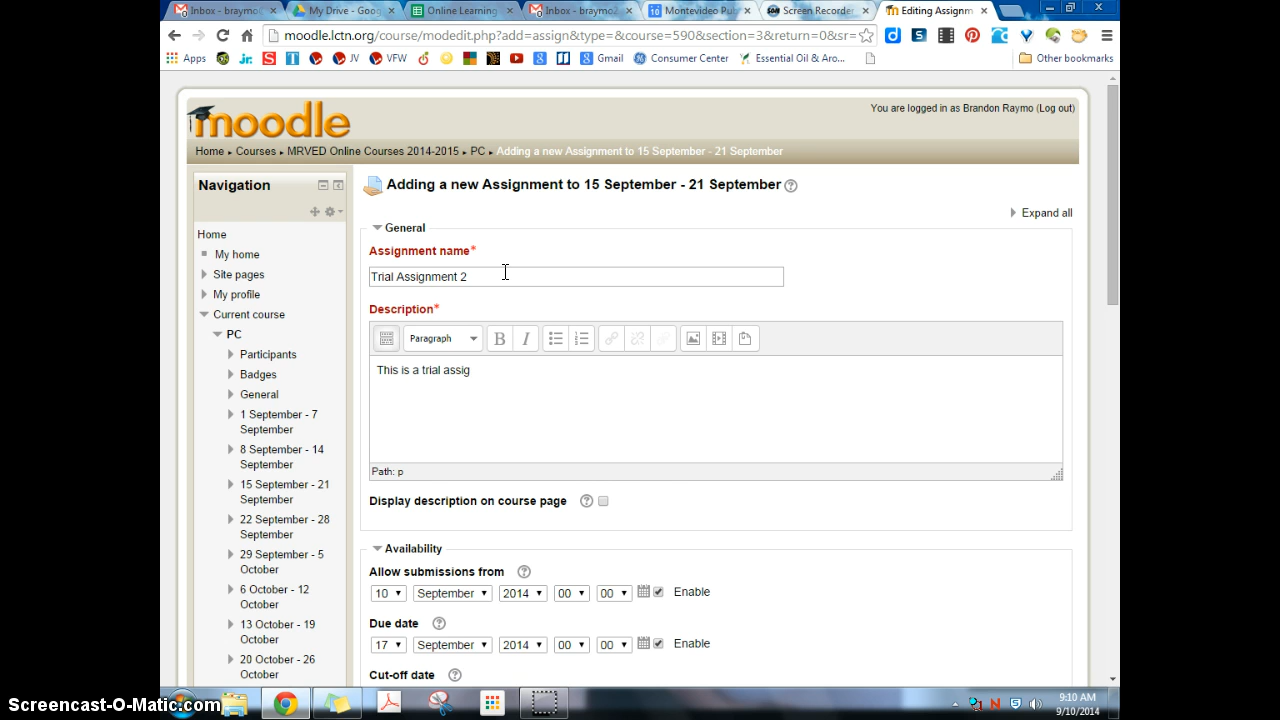 Inbox - braymo
My Drive - Goog
Online Learning
Inbox - braymo2
Montevideo Pu
Screen Recorder
Editing Assignm
moodle.lctn.org/course/modedit.php?add=assign&type=&course=590&section=3&return=0&sr=
Apps
Jr.
JV
VFW
Gmail
Consumer Center
Essential Oil & Aro...
Other bookmarks
moodle
You are logged in as Brandon Raymo (Log out)
Home ▸ Courses ▸ MRVED Online Courses 2014-2015 ▸ PC ▸ Adding a new Assignment to 15 September - 21 September
Navigation
Home
My home
Site pages
My profile
Current course
PC
Participants
Badges
General
1 September - 7
September
8 September - 14
September
15 September - 21
September
22 September - 28
September
29 September - 5
October
6 October - 12
October
13 October - 19
October
20 October - 26
October
Adding a new Assignment to 15 September - 21 September
Expand all
General
Assignment name*
Trial Assignment 2
Description*
Paragraph
B I
This is a trial assig
Path: p
Display description on course page
Availability
Allow submissions from
10 September 2014 00 00 Enable
Due date
17 September 2014 00 00 Enable
Cut-off date
9:10 AM
9/10/2014
Screencast-O-Matic.com